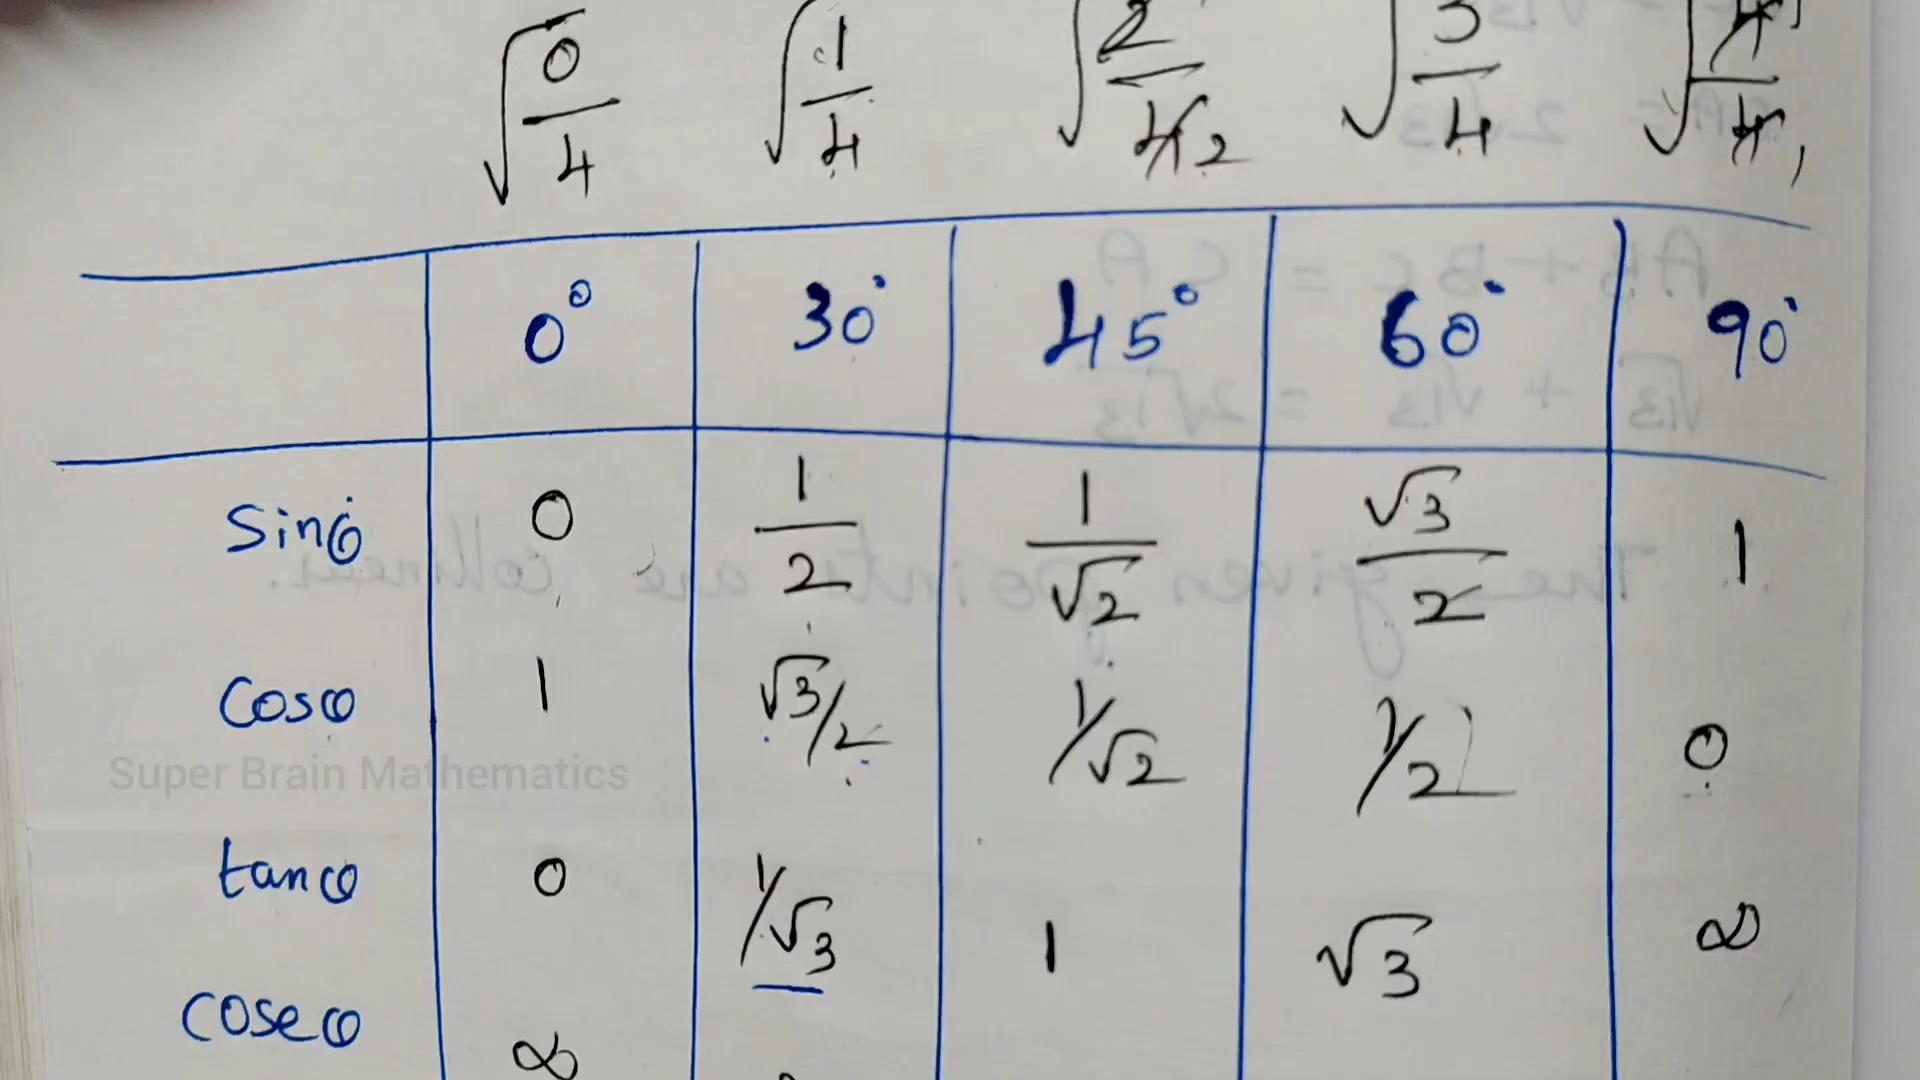 √0/4 √1/4 √2/4 2 √3/4 √4/4 1
0° 30° 45° 60° 90°
Sinθ 0 1/2 1/√2 √3/2 1
Cosθ 1 √3/2 1/√2 1/2 0
Super Brain Mathematics
tanθ 0 1/√3 1 √3 ∞
Cosecθ ∞